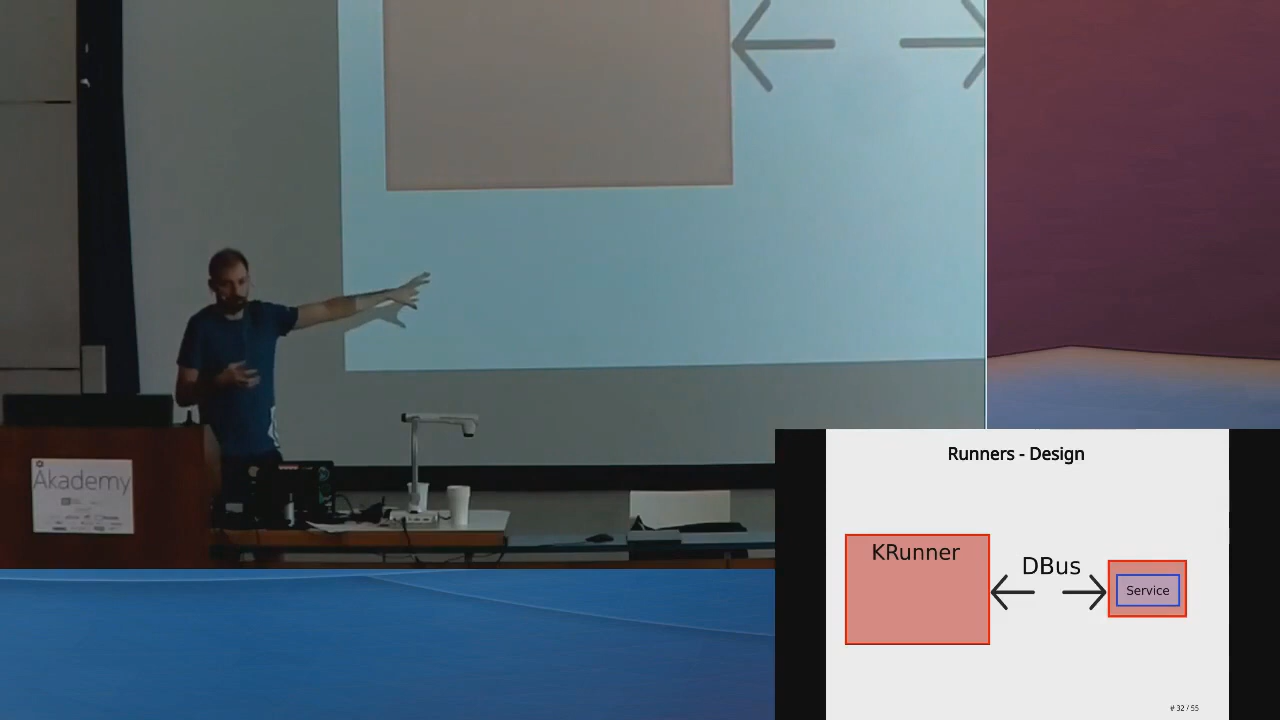 Akademy
Runners - Design
KRunner
DBus
Service
# 32 / 55